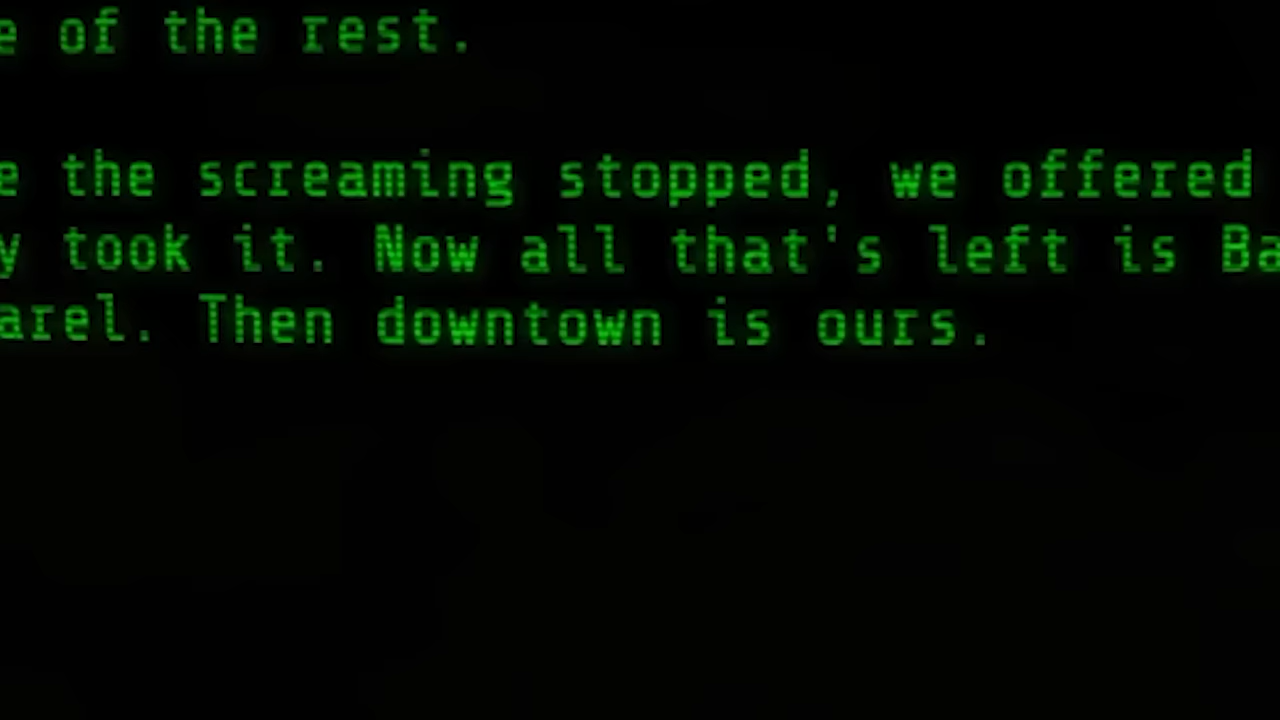 e of the rest.
e the screaming stopped, we offered
y took it. Now all that's left is Ba
arel. Then downtown is ours.